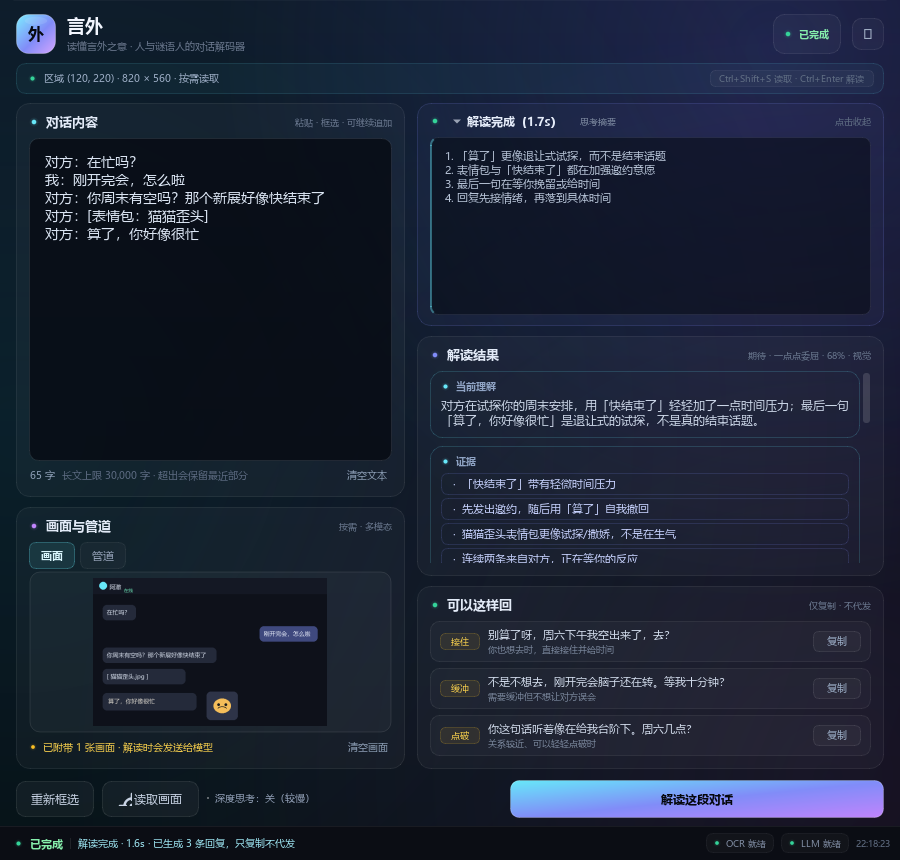 外
言外
读懂言外之意 · 人与谜语人的对话解码器
已完成
区域 (120, 220) · 820 × 560 · 按需读取
Ctrl+Shift+S 读取 · Ctrl+Enter 解读
对话内容
粘贴 · 框选 · 可继续追加
对方：在忙吗？
我：刚开完会，怎么啦
对方：你周末有空吗？那个新展好像快结束了
对方：[表情包：猫猫歪头]
对方：算了，你好像很忙
65 字 长文上限 30,000 字 · 超出会保留最近部分
清空文本
画面与管道
按需 · 多模态
画面
管道
阿澈
在线
在忙吗？
刚开完会，怎么啦
你周末有空吗？那个新展好像快结束了
[ 猫猫歪头.jpg ]
算了，你好像很忙
已附带 1 张画面 · 解读时会发送给模型
清空画面
重新框选
读取画面
· 深度思考：关（较慢）
解读完成（1.7s）
思考摘要
点击收起
1. 「算了」更像退让式试探，而不是结束话题
2. 表情包与「快结束了」都在加强邀约意愿
3. 最后一句在等你挽留或给时间
4. 回复先接情绪，再落到具体时间
解读结果
期待 · 一点点委屈 · 68% · 视觉
当前理解
对方在试探你的周末安排，用「快结束了」轻轻加了一点时间压力；最后一句
「算了，你好像很忙」是退让式的试探，不是真的结束话题。
证据
· 「快结束了」带有轻微时间压力
· 先发出邀约，随后用「算了」自我撤回
· 猫猫歪头表情包更像试探/撒娇，不是在生气
· 连续两条来自对方，正在等你的反应
可以这样回
仅复制 · 不代发
接住
别算了呀，周六下午我空出来了，去？
你也想去时，直接接住并给时间
复制
缓冲
不是不想去，刚开完会脑子还在转。等我十分钟？
需要缓冲但不想让对方误会
复制
点破
你这句话听着像在给我台阶下。周六几点？
关系较近，可以轻轻点破时
复制
解读这段对话
已完成
解读完成 · 1.6s · 已生成 3 条回复，只复制不代发
OCR 就绪
LLM 就绪
22:18:23